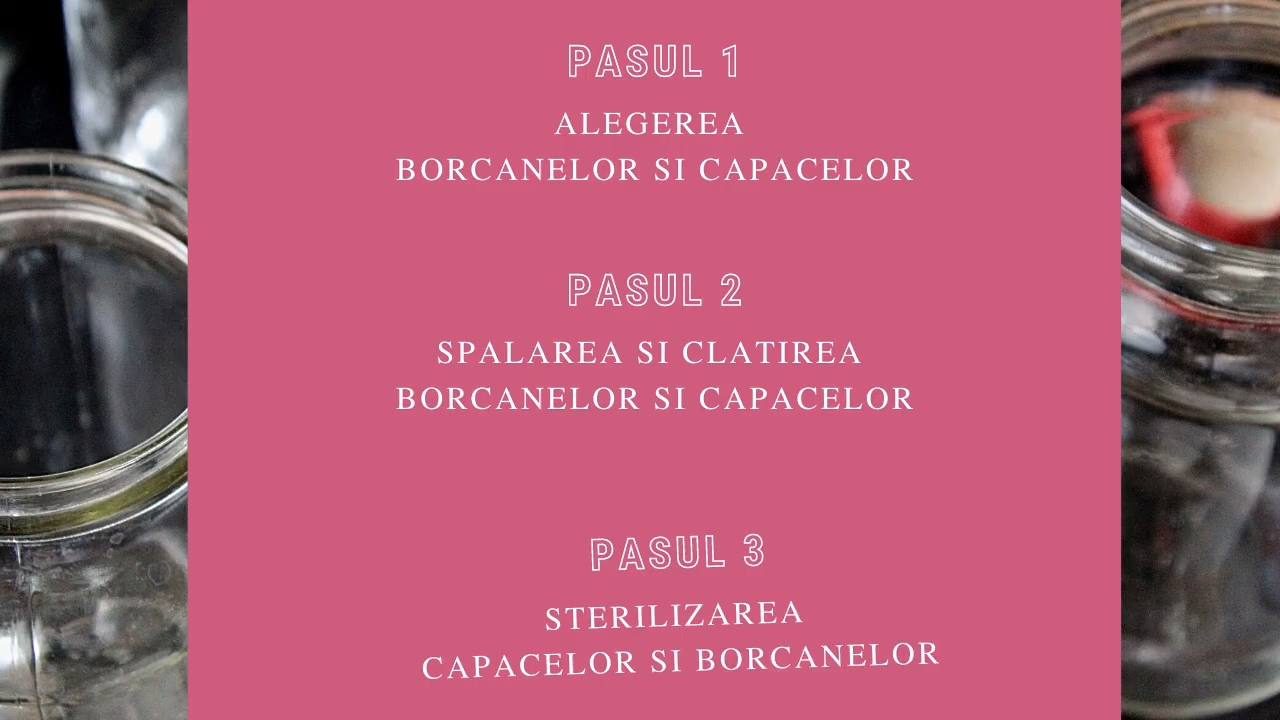 PASUL 1
ALEGEREA
BORCANELOR SI CAPACELOR
PASUL 2
SPALAREA SI CLATIREA
BORCANELOR SI CAPACELOR
PASUL 3
STERILIZAREA
CAPACELOR SI BORCANELOR